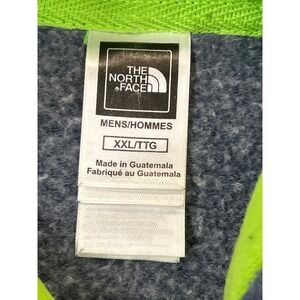 THE
NORTH
FACE
MENS/HOMMES
XXL/TTG
Made in Guatemala
Fabriqué au Guatemala